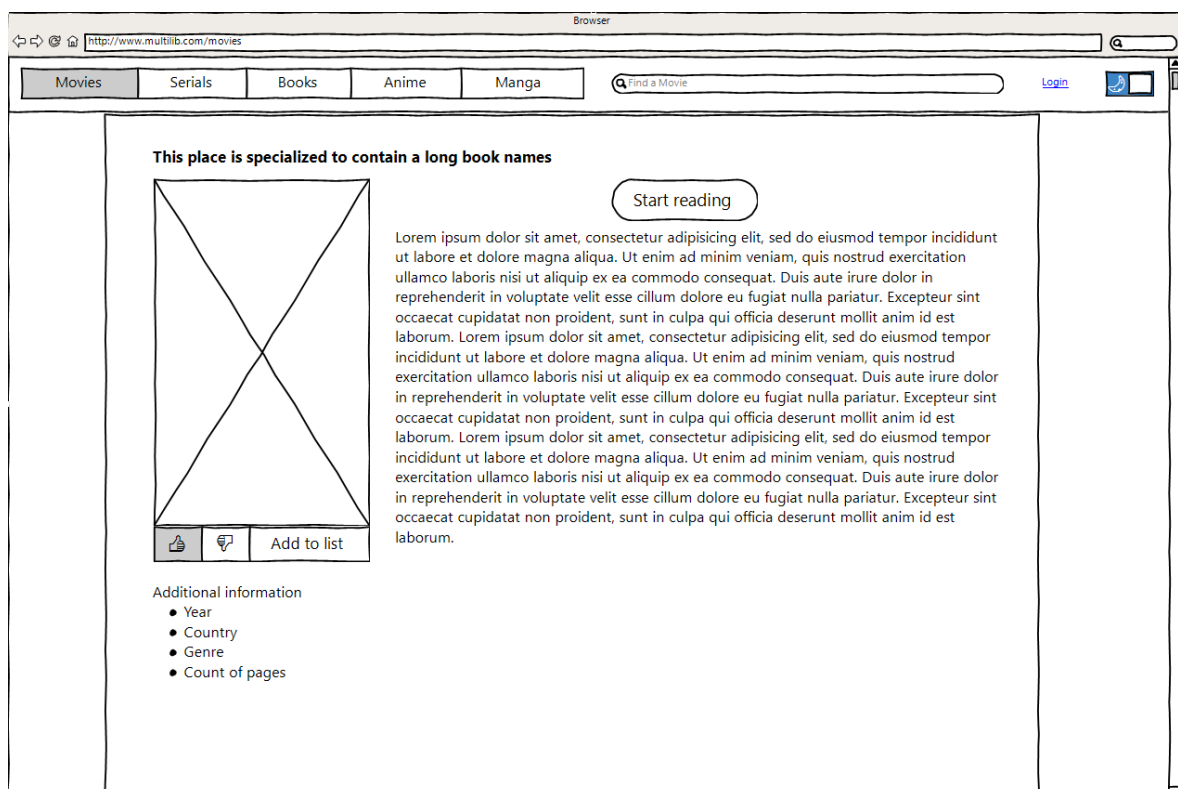 Browser
http://www.multilib.com/movies
Movies
Serials
Books
Anime
Manga
Find a Movie
Login
This place is specialized to contain a long book names
Start reading
Lorem ipsum dolor sit amet, consectetur adipisicing elit, sed do eiusmod tempor incididunt
ut labore et dolore magna aliqua. Ut enim ad minim veniam, quis nostrud exercitation
ullamco laboris nisi ut aliquip ex ea commodo consequat. Duis aute irure dolor in
reprehenderit in voluptate velit esse cillum dolore eu fugiat nulla pariatur. Excepteur sint
occaecat cupidatat non proident, sunt in culpa qui officia deserunt mollit anim id est
laborum. Lorem ipsum dolor sit amet, consectetur adipisicing elit, sed do eiusmod tempor
incididunt ut labore et dolore magna aliqua. Ut enim ad minim veniam, quis nostrud
exercitation ullamco laboris nisi ut aliquip ex ea commodo consequat. Duis aute irure dolor
in reprehenderit in voluptate velit esse cillum dolore eu fugiat nulla pariatur. Excepteur sint
occaecat cupidatat non proident, sunt in culpa qui officia deserunt mollit anim id est
laborum. Lorem ipsum dolor sit amet, consectetur adipisicing elit, sed do eiusmod tempor
incididunt ut labore et dolore magna aliqua. Ut enim ad minim veniam, quis nostrud
exercitation ullamco laboris nisi ut aliquip ex ea commodo consequat. Duis aute irure dolor
in reprehenderit in voluptate velit esse cillum dolore eu fugiat nulla pariatur. Excepteur sint
occaecat cupidatat non proident, sunt in culpa qui officia deserunt mollit anim id est
laborum.
Add to list
Additional information
Year
Country
Genre
Count of pages